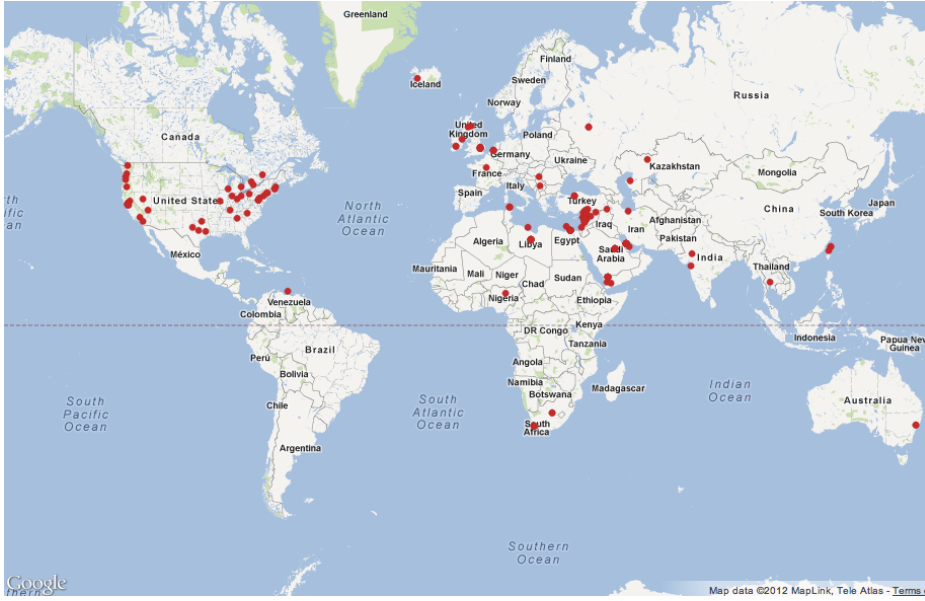 Greenland
Iceland
Finland
Sweden
Norway
Russia
Canada
United
Kingdom
Poland
Germany
Ukraine
Kazakhstan
France
Mongolia
Italy
United State
Spain
Turkey
Japan
China
South Korea
North
Atlantic
Ocean
Iraq
Iran
Afghanistan
Pakistan
Algeria
Libya
Egypt
Saudi
Arabia
India
México
Mauritania
Mali
Niger
Chad
Sudan
Thailand
Nigeria
Ethiopia
Venezuela
Colombia
DR Congo
Kenya
Tanzania
Indonesia
Papua New
Guinea
Brazil
Perú
Bolivia
Angola
Namibia
Botswana
Madagascar
Indian
Ocean
South
Pacific
Ocean
South
Atlantic
Ocean
Chile
Australia
South
Africa
Argentina
Southern
Ocean
Google
Map data ©2012 MapLink, Tele Atlas - Terms